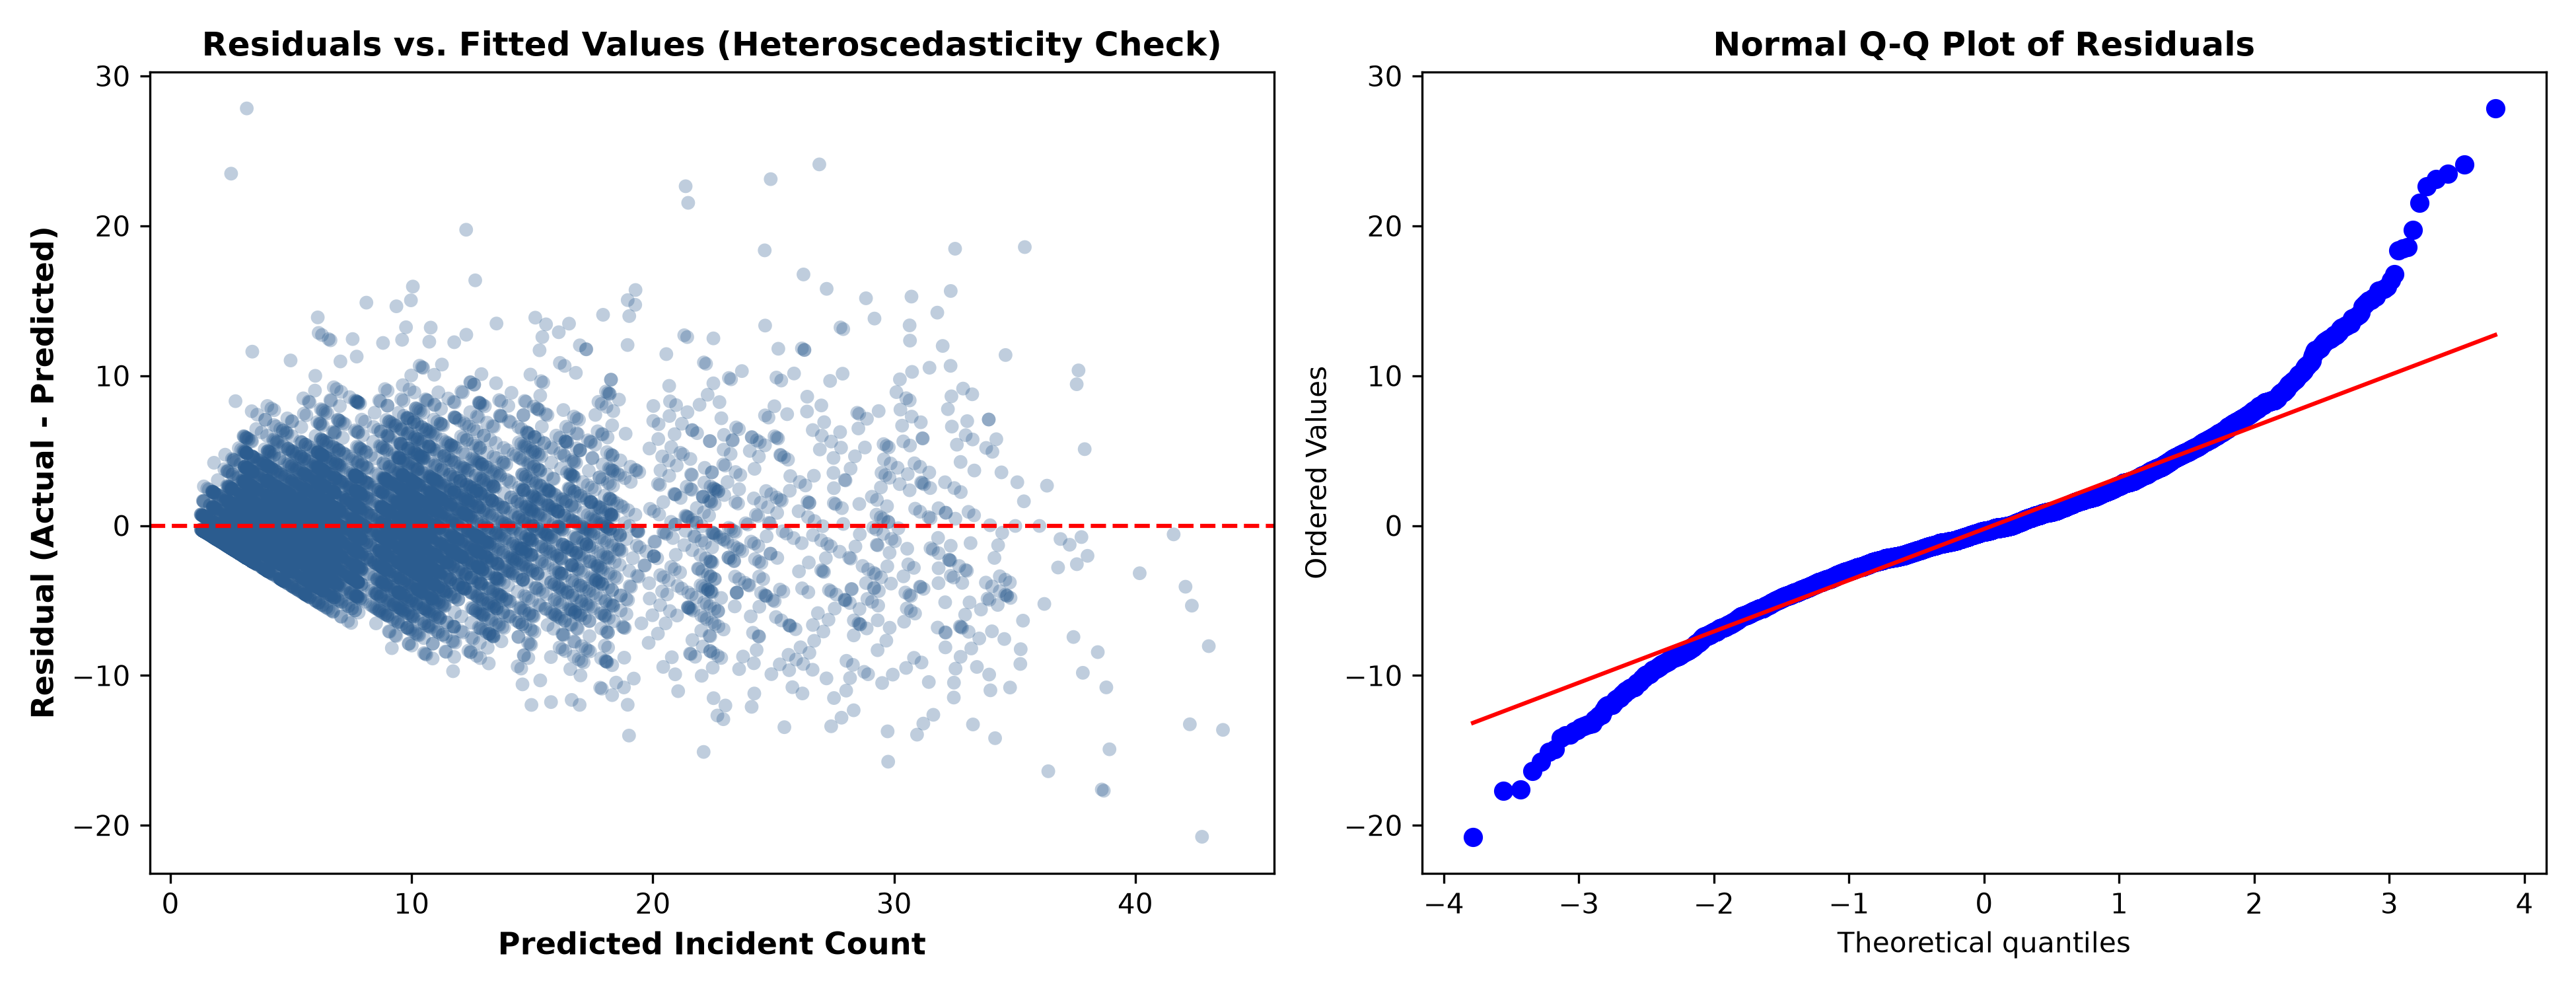 Residuals vs. Fitted Values (Heteroscedasticity Check)
30
20
10
0
−10
−20
Residual (Actual - Predicted)
0 10 20 30 40
Predicted Incident Count
Normal Q-Q Plot of Residuals
30
20
10
0
−10
−20
Ordered Values
−4 −3 −2 −1 0 1 2 3 4
Theoretical quantiles